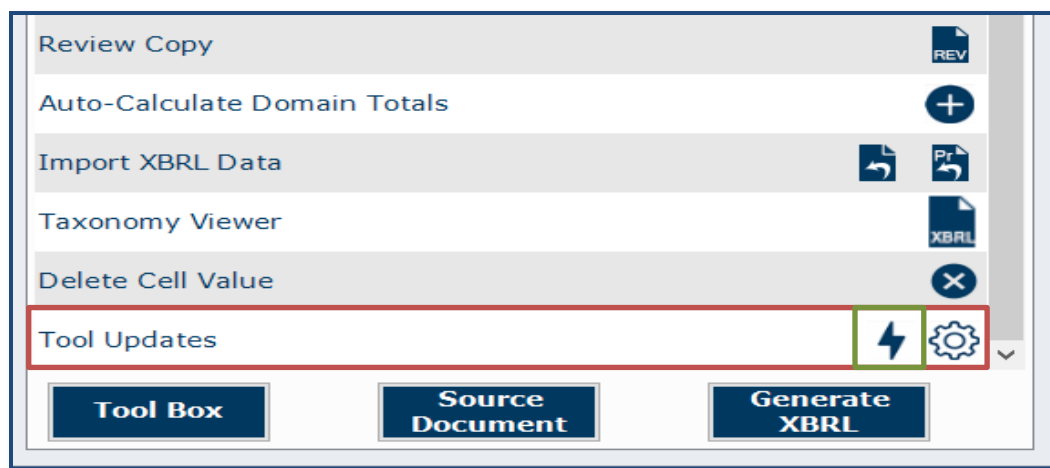 Review Copy
REV
Auto-Calculate Domain Totals
Import XBRL Data
Pr
Taxonomy Viewer
XBRL
Delete Cell Value
Tool Updates
Tool Box
Source
Document
Generate
XBRL